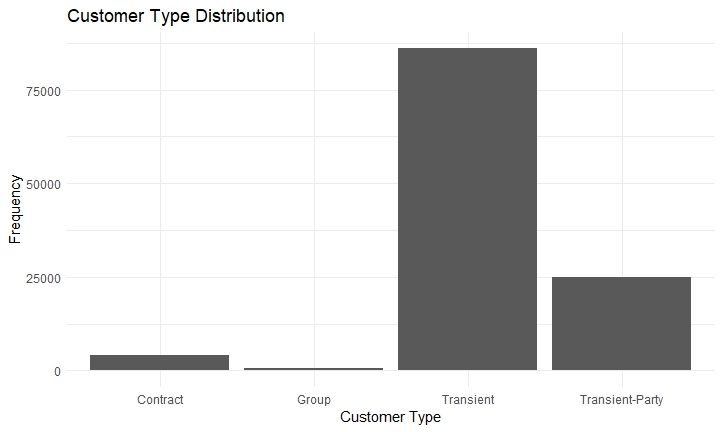 Customer Type Distribution
75000
50000
25000
0
Frequency
Contract Group Transient Transient-Party
Customer Type